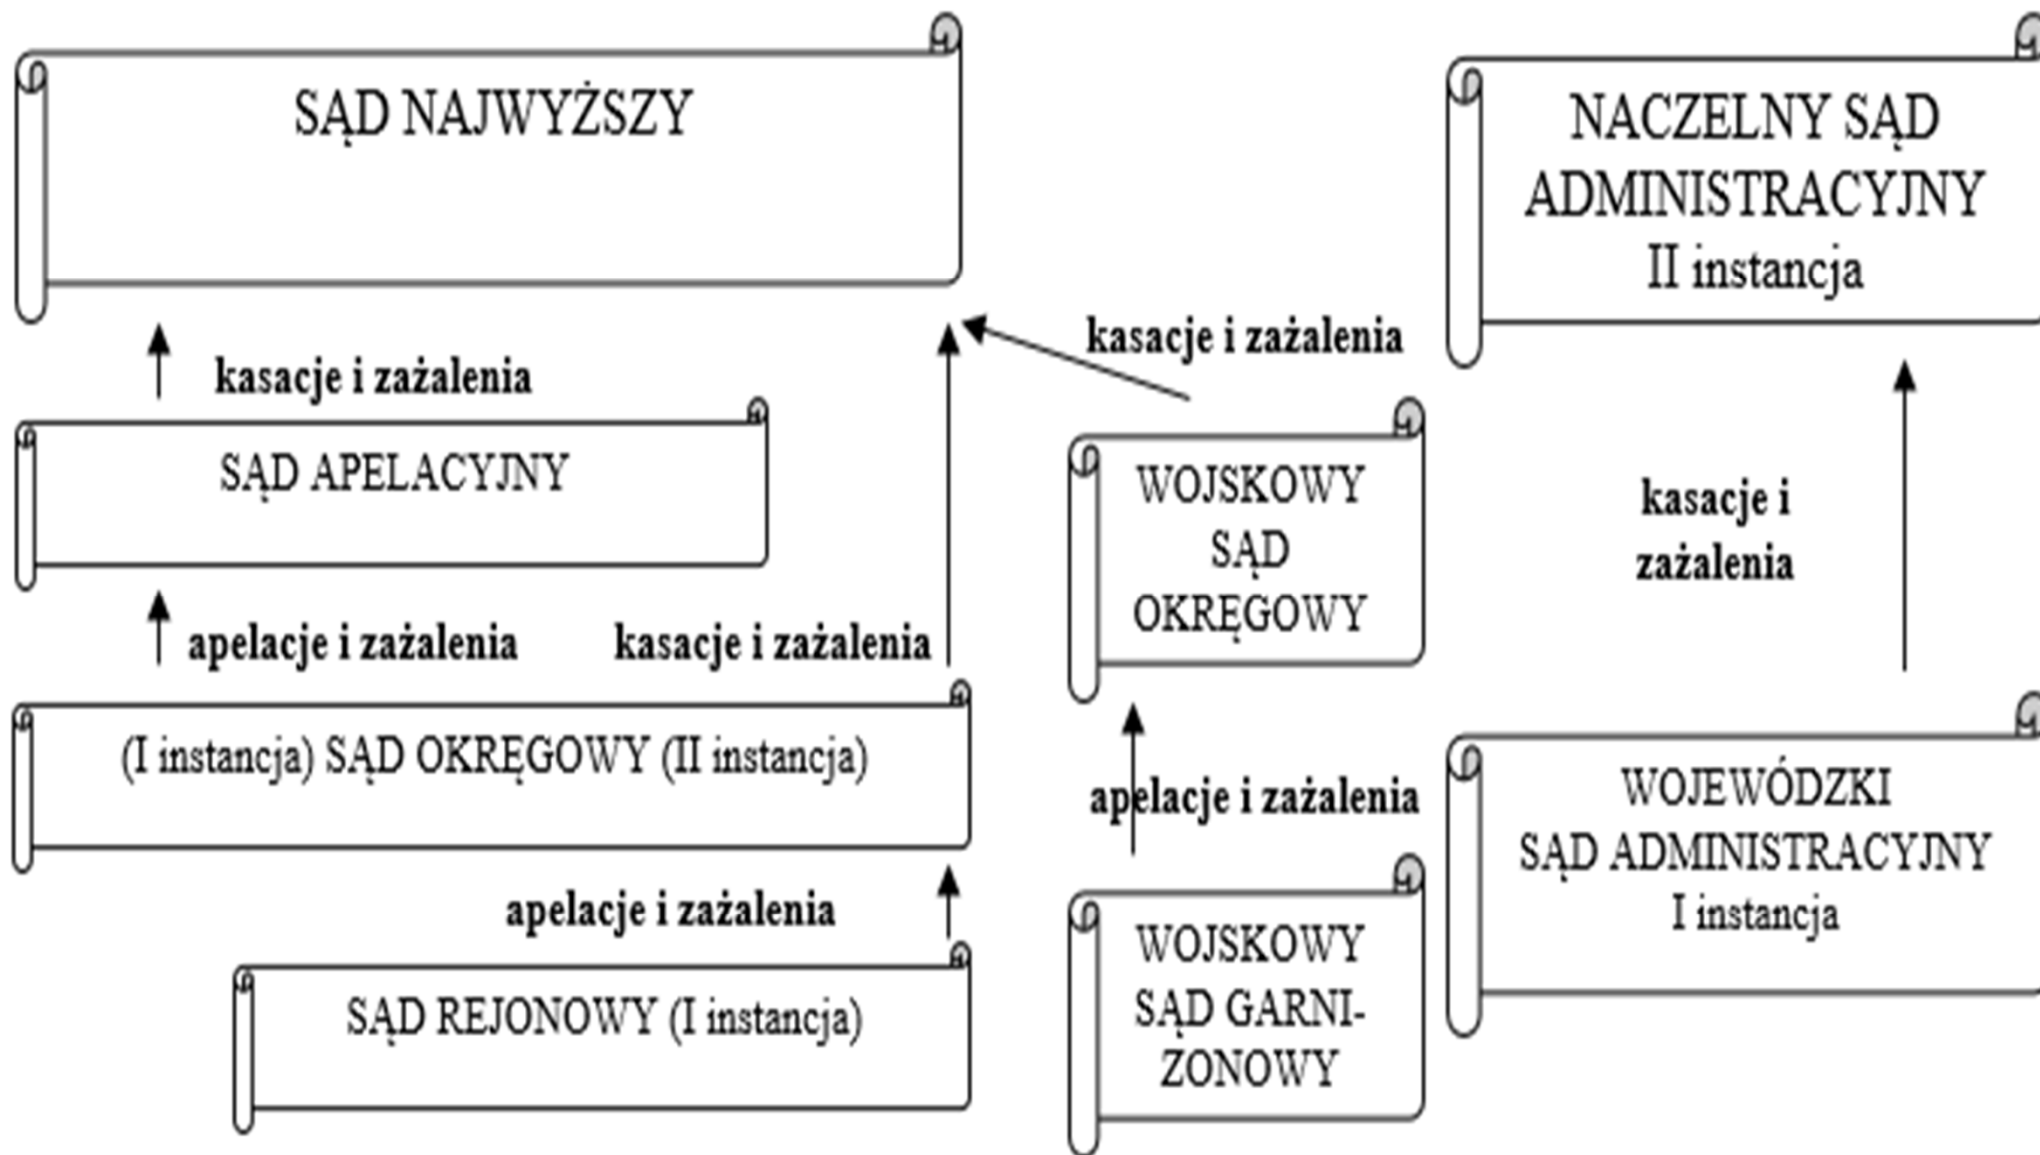 SĄD NAJWYŻSZY
NACZELNY SĄD
ADMINISTRACYJNY
II instancja
kasacje i zażalenia
kasacje i zażalenia
SĄD APELACYJNY
WOJSKOWY
SĄD
OKRĘGOWY
kasacje i
zażalenia
apelacje i zażalenia
kasacje i zażalenia
(I instancja) SĄD OKRĘGOWY (II instancja)
apelacje i zażalenia
WOJEWÓDZKI
SĄD ADMINISTRACYJNY
I instancja
apelacje i zażalenia
SĄD REJONOWY (I instancja)
WOJSKOWY
SĄD GARNI-
ZONOWY